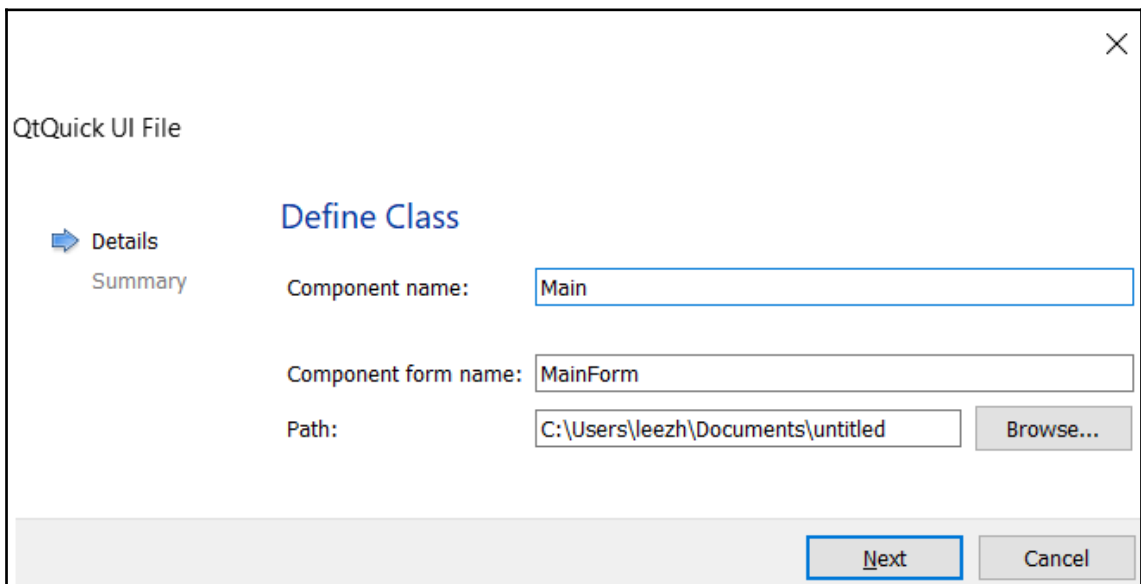 QtQuick UI File
Define Class
Details
Summary
Component name: Main
Component form name: MainForm
Path: C:\Users\leezh\Documents\untitled Browse...
Next Cancel